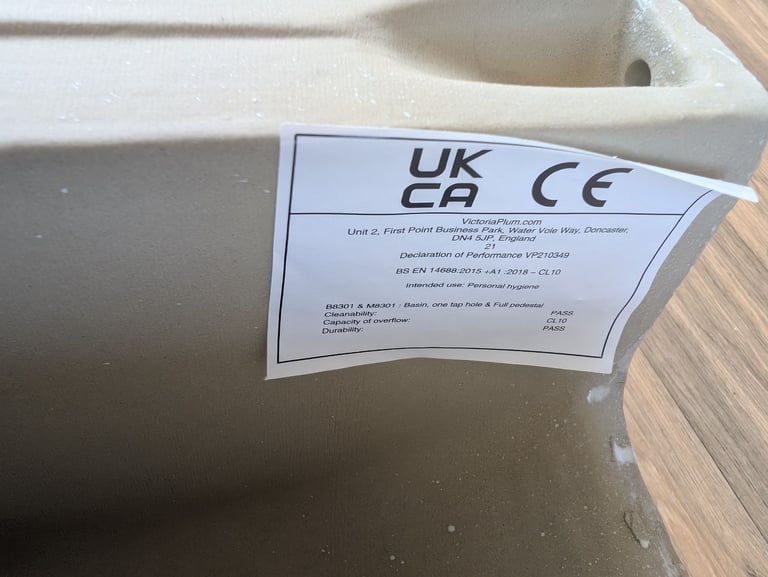 UK
CA CE
VictoriaPlum.com
Unit 2, First Point Business Park, Water Vole Way, Doncaster,
DN4 5JP, England
21
Declaration of Performance VP210349
BS EN 14688:2015 +A1 :2018 – CL10
Intended use: Personal hygiene
B8301 & M8301 : Basin, one tap hole & Full pedestal
Cleanability: PASS
Capacity of overflow: CL10
Durability: PASS